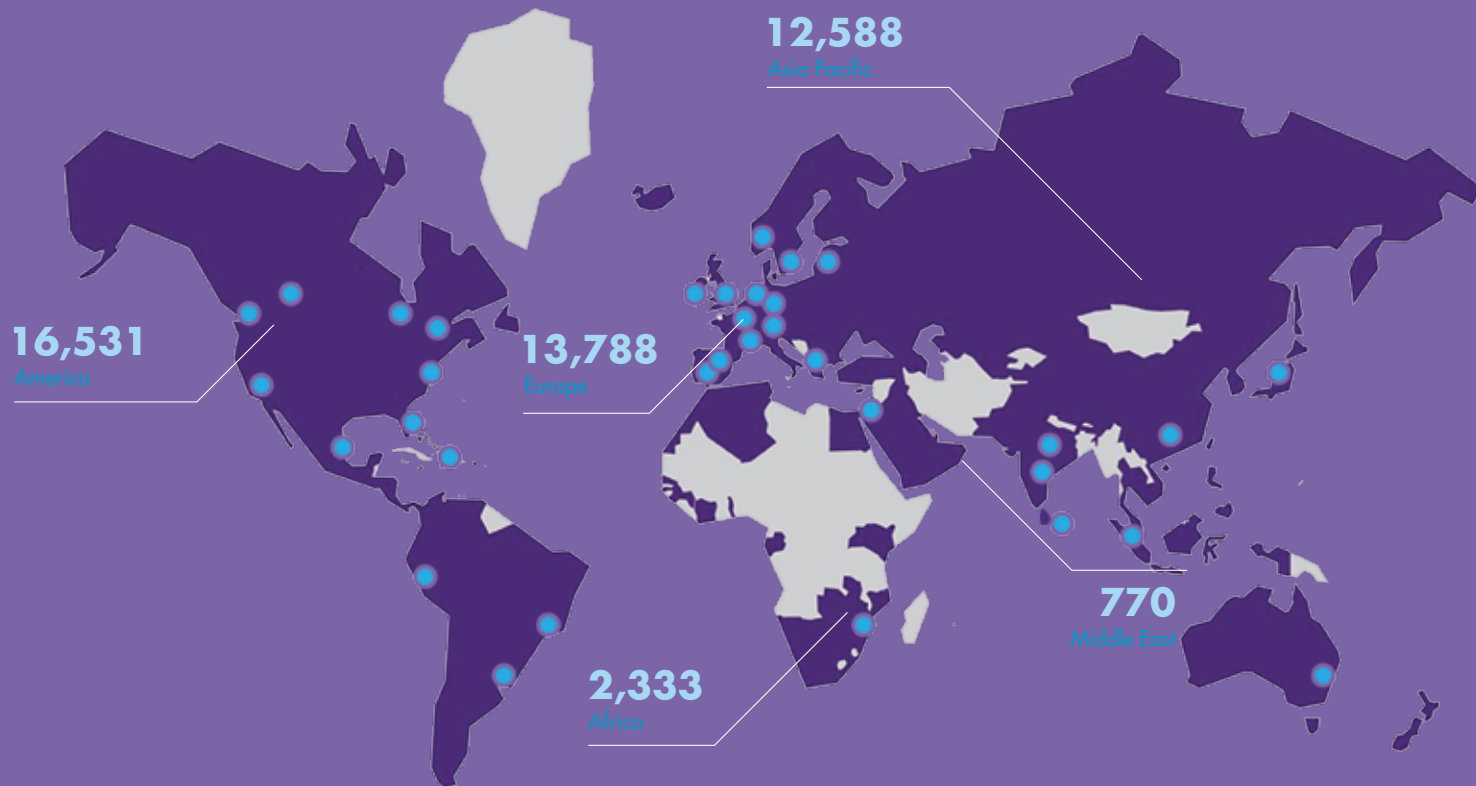 12,588
Asia Pacific
16,531
America
13,788
Europe
770
Middle East
2,333
Africa